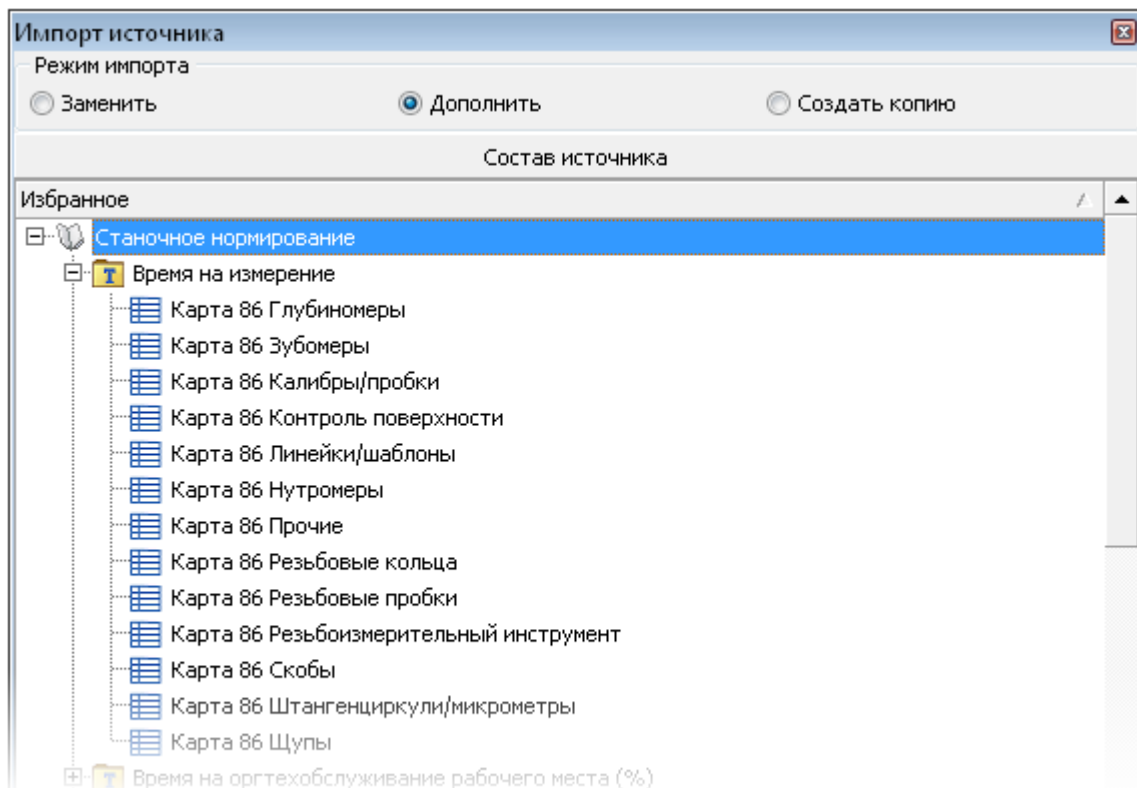 Импорт источника
Режим импорта
Заменить Дополнить Создать копию
Состав источника
Избранное
Станочное нормирование
Время на измерение
Карта 86 Глубиномеры
Карта 86 Зубомеры
Карта 86 Калибры/пробки
Карта 86 Контроль поверхности
Карта 86 Линейки/шаблоны
Карта 86 Нутромеры
Карта 86 Прочие
Карта 86 Резьбовые кольца
Карта 86 Резьбовые пробки
Карта 86 Резьбоизмерительный инструмент
Карта 86 Скобы
Карта 86 Штангенциркули/микрометры
Карта 86 Щупы
Время на оргтехобслуживание рабочего места (%)